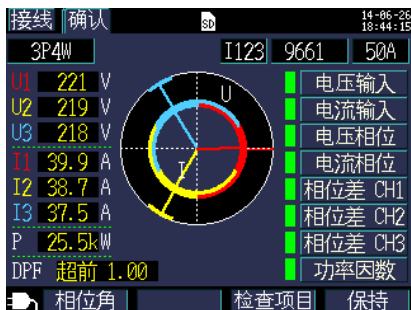 接线 确认 SD 14-06-26
18:44:15
3P4W I123 9661 50A
U1 221 V
U2 219 V
U3 218 V
I1 39.9 A
I2 38.7 A
I3 37.5 A
P 25.5kW
DPF 超前 1.00
U
I
电压输入
电流输入
电压相位
电流相位
相位差 CH1
相位差 CH2
相位差 CH3
功率因数
相位角 检查项目 保持